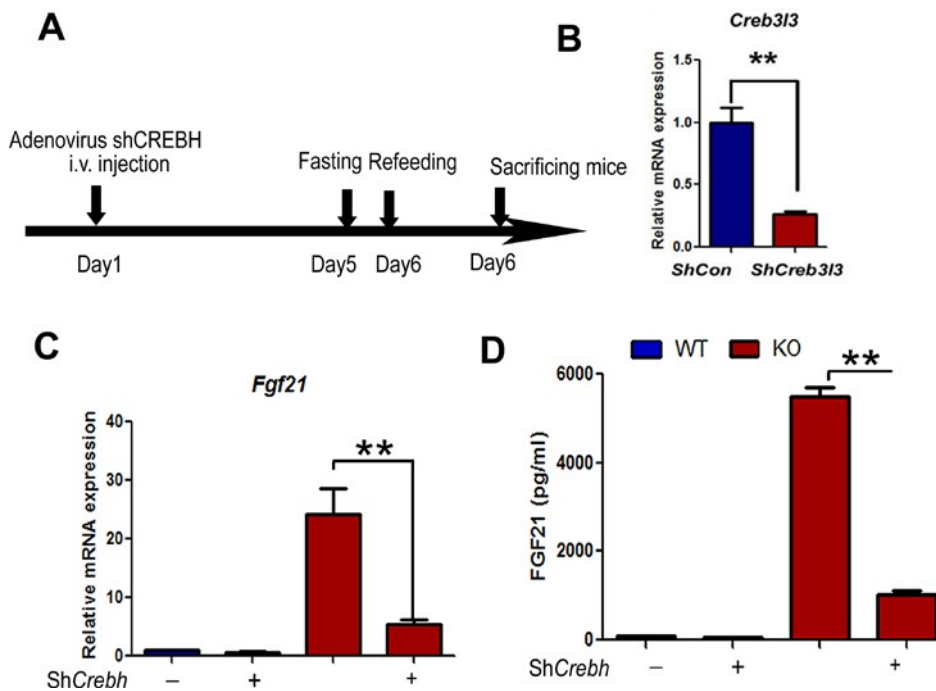 A
Adenovirus shCREBH
i.v. injection
Fasting Refeeding
Sacrificing mice
Day1
Day5
Day6
Day6
B
Creb3l3
**
Relative mRNA expression
1.5
1.0
0.5
0.0
ShCon
ShCreb3l3
C
Fgf21
**
Relative mRNA expression
40
30
20
10
0
ShCrebh
–
+
+
D
WT
KO
**
FGF21 (pg/ml)
6000
4000
2000
0
ShCrebh
–
+
+